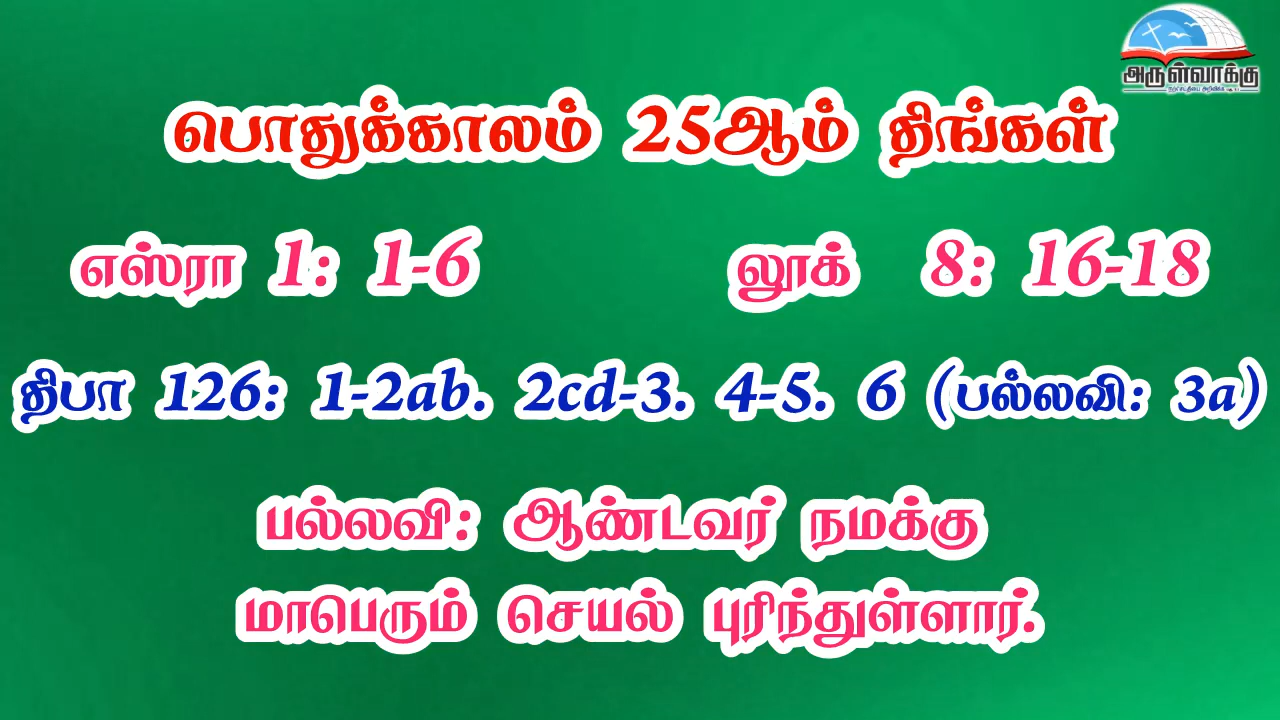 அருள்வாக்கு
பொதுக்காலம் 25ஆம் திங்கள்
எஸ்ரா 1: 1-6 லூக் 8: 16-18
திபா 126: 1-2ab. 2cd-3. 4-5. 6 (பல்லவி: 3a)
பல்லவி: ஆண்டவர் நமக்கு
மாபெரும் செயல் புரிந்துள்ளார்.